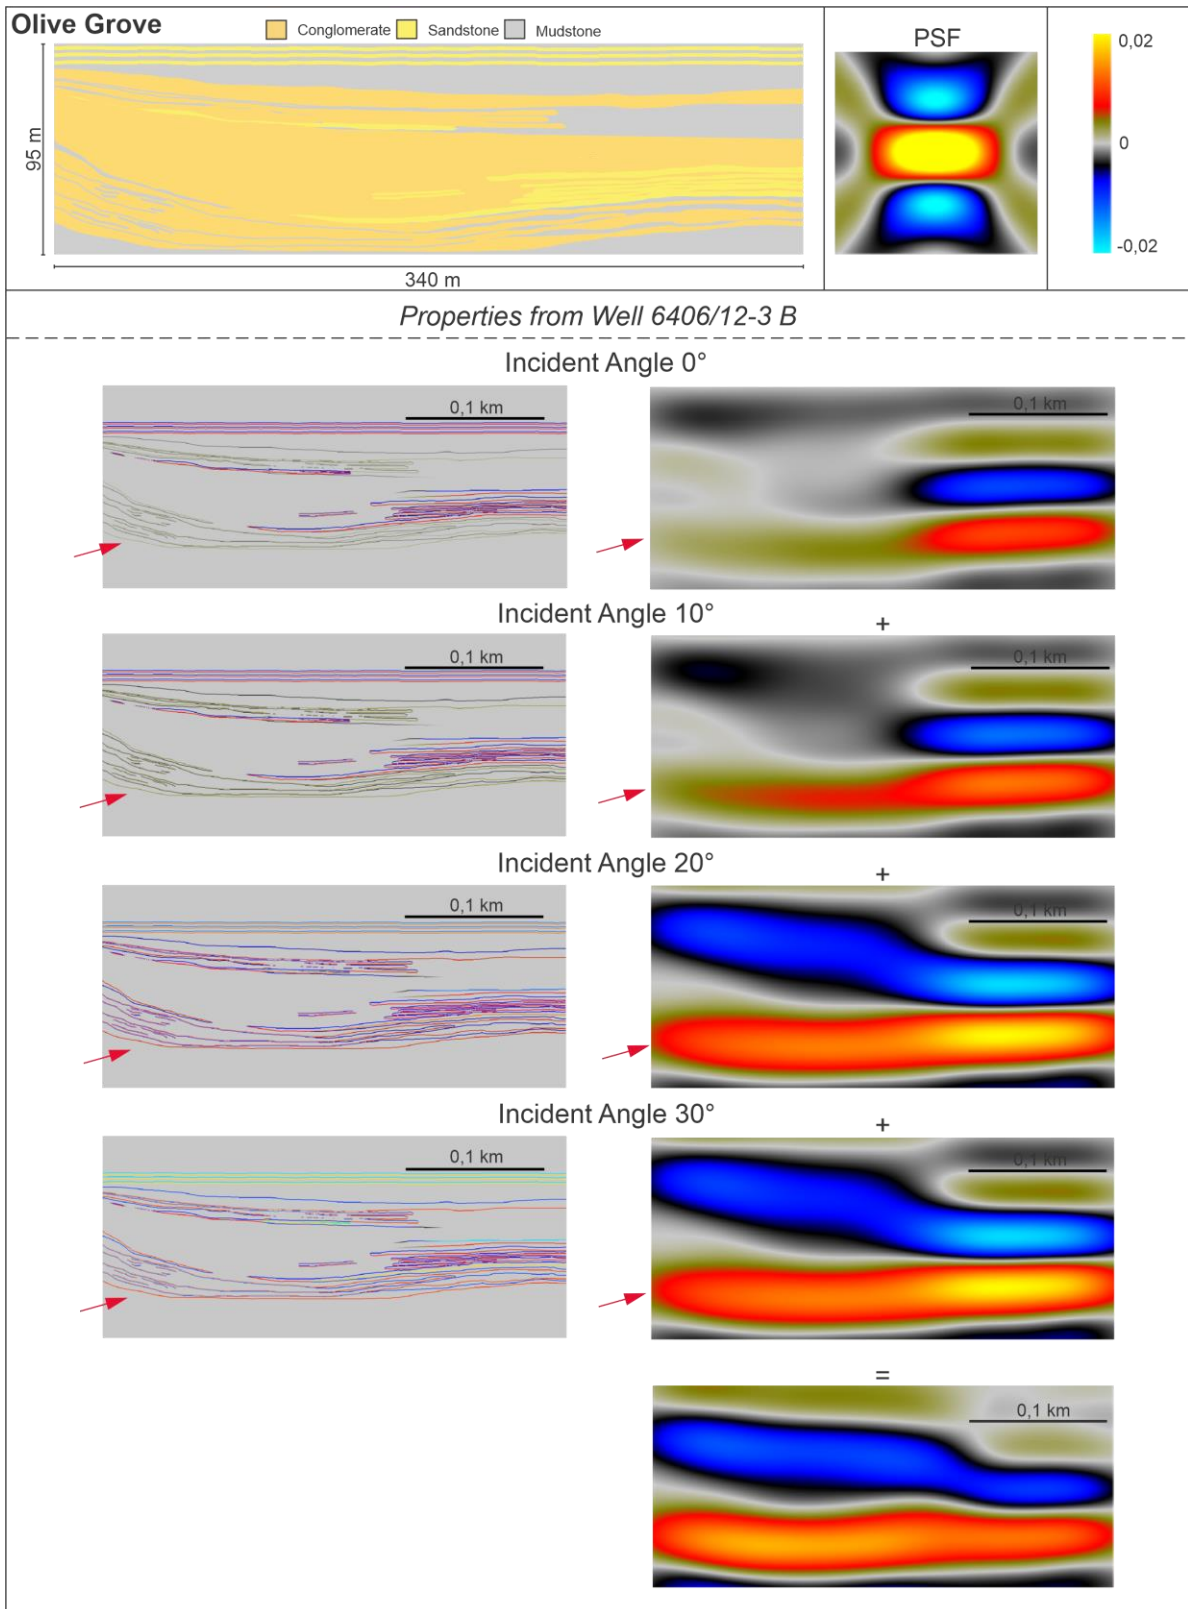 Olive Grove
Conglomerate Sandstone Mudstone
95 m
340 m
PSF
0,02
0
-0,02
Properties from Well 6406/12-3 B
Incident Angle 0°
0,1 km
0,1 km
Incident Angle 10°
+
0,1 km
0,1 km
Incident Angle 20°
+
0,1 km
0,1 km
Incident Angle 30°
+
0,1 km
0,1 km
=
0,1 km